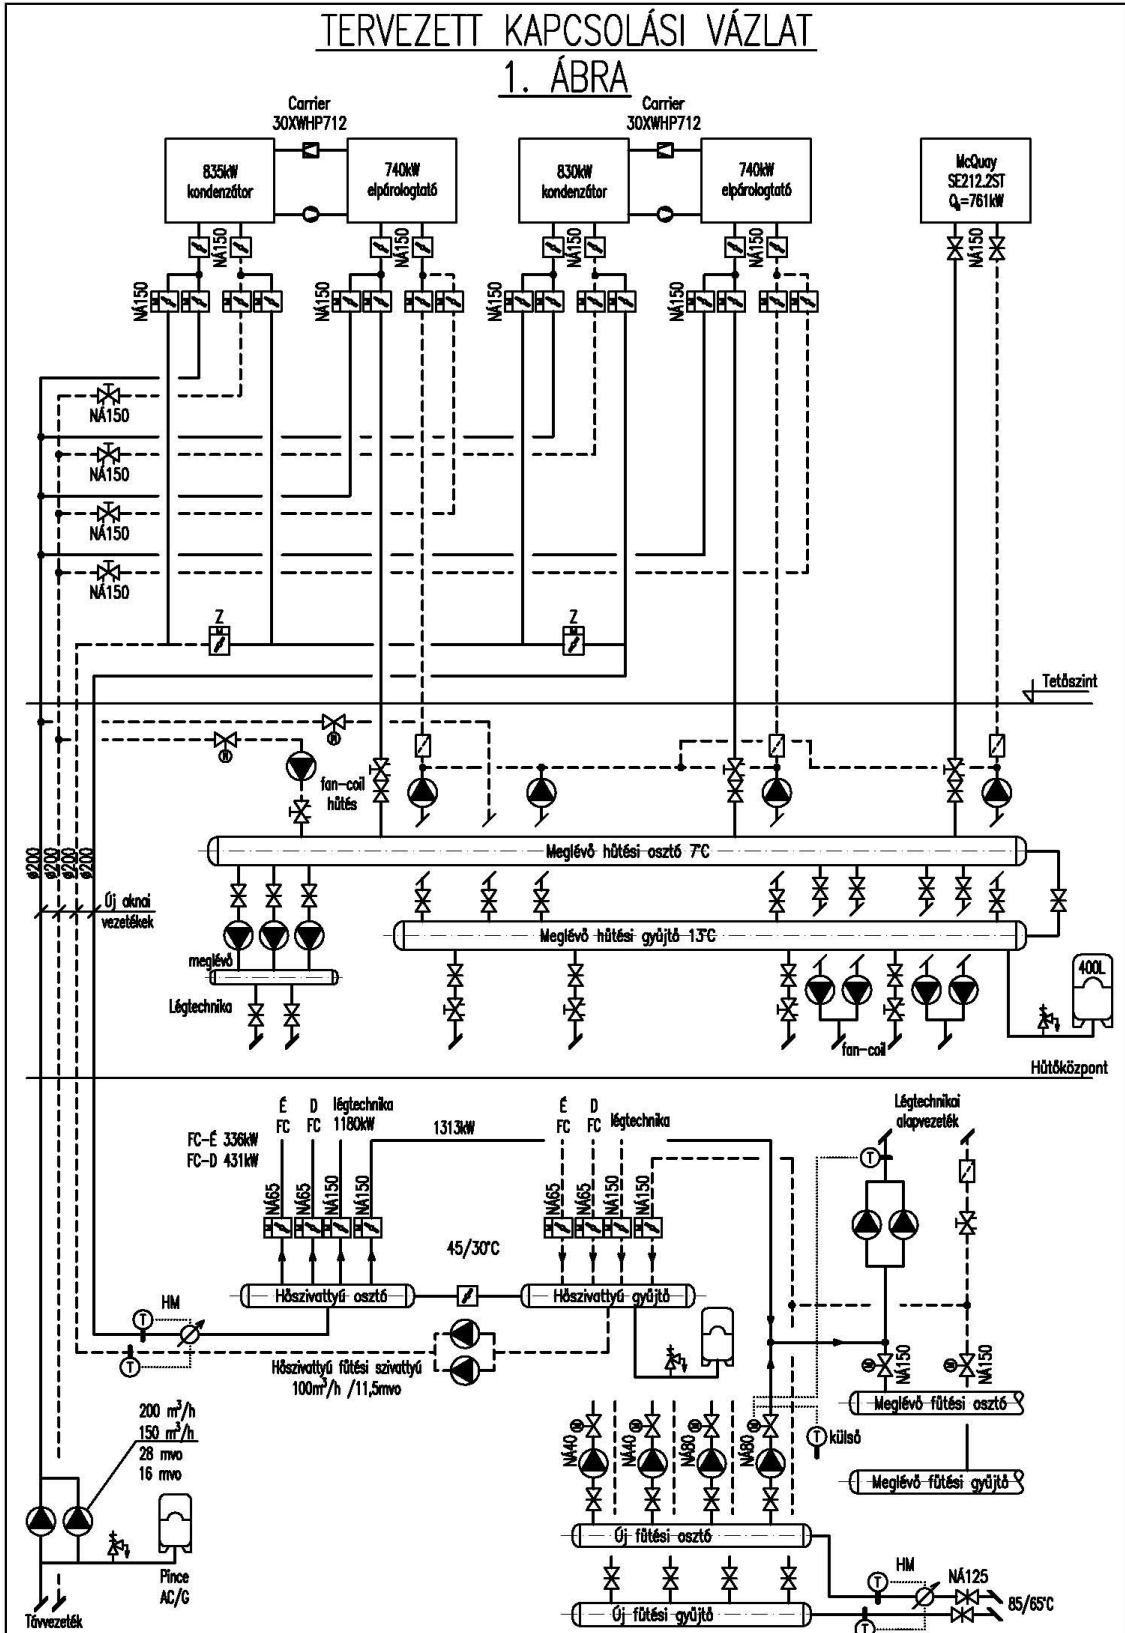 TERVEZETT KAPCSOLÁSI VÁZLAT
1. ÁBRA
Carrier
30XWHP712
Carrier
30XWHP712
835kW
kondenzátor
740kW
elpárologtató
830kW
kondenzátor
740kW
elpárologtató
McQuay
SE212.2ST
=761kW
NÁ150
NÁ150
NÁ150
NÁ150
NÁ150
NÁ150
NÁ150
NÁ150
NÁ150
NÁ150
NÁ150
NÁ150
NÁ150
Z
Z
Tetőszint
fan-coil
hűtés
ø200
ø200
ø200
ø200
Meglévő hűtési osztó 7°C
Új aknai
vezetékek
Meglévő hűtési gyűjtő 13°C
meglévő
Légtechnika
400L
fan-coil
Hűtőközpont
É
FC
D
FC
légtechnika
1180kW
1313kW
É
FC
D
FC
légtechnika
Légtechnikai
alapvezeték
FC-É 336kW
FC-D 431kW
NÁ65
NÁ65
NÁ150
NÁ150
NÁ65
NÁ65
NÁ150
NÁ150
T
45/30°C
Hőszivattyú osztó
Hőszivattyú gyűjtő
HM
T
T
Hőszivattyú fűtési szivattyú
100m³/h /11,5mvo
NÁ150
NÁ150
Meglévő fűtési osztó
200 m³/h
150 m³/h
28 mvo
16 mvo
NÁ40
NÁ40
NÁ80
NÁ80
T külső
Meglévő fűtési gyűjtő
Új fűtési osztó
Pince
AC/G
HM
T
NÁ125
85/65°C
Új fűtési gyűjtő
T
Távvezeték